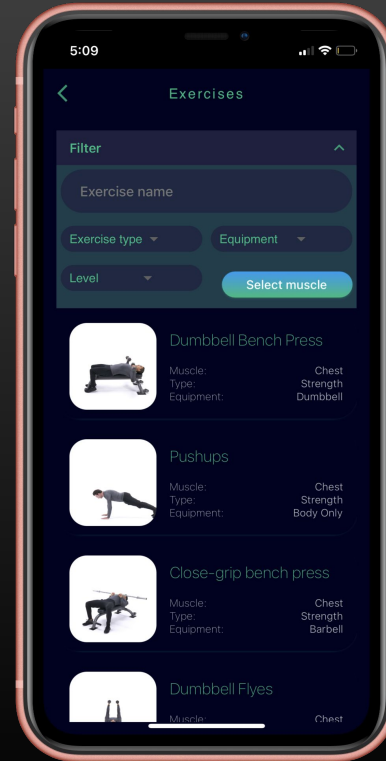 5:09
Exercises
Filter
Exercise name
Exercise type
Equipment
Level
Select muscle
Dumbbell Bench Press
Muscle: Chest
Type: Strength
Equipment: Dumbbell
Pushups
Muscle: Chest
Type: Strength
Equipment: Body Only
Close-grip bench press
Muscle: Chest
Type: Strength
Equipment: Barbell
Dumbbell Flyes
Muscle: Chest